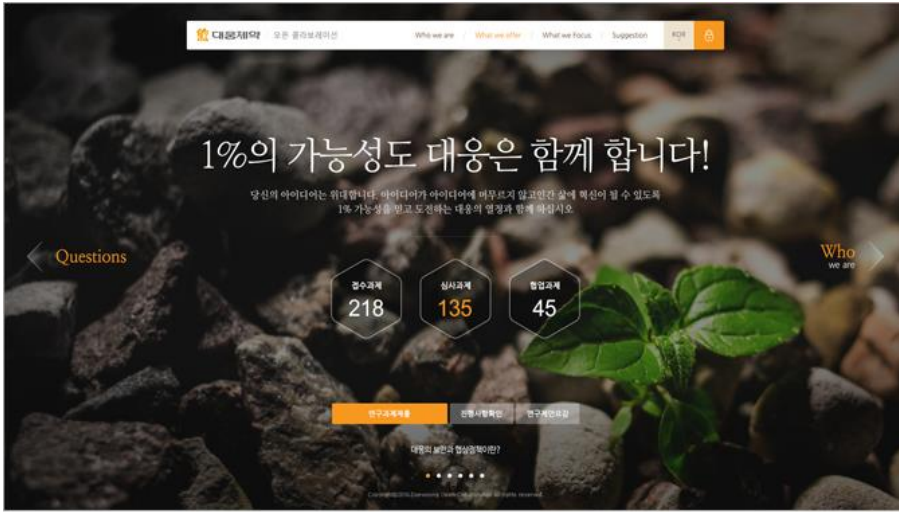 대웅제약 오픈 콜라보레이션 Who we are What we offer What we Focus Suggestion KOR
1%의 가능성도 대웅은 함께 합니다!
당신의 아이디어는 위대합니다. 아이디어가 아이디어에 머무르지 않고인간 삶에 혁신이 될 수 있도록
1% 가능성을 믿고 도전하는 대웅의 열정과 함께 하십시오
Questions
Who
we are
접수과제
218
심사과제
135
협업과제
45
연구과제제출
진행사항확인
연구제안요강
대웅의 보안과 협상정책이란?